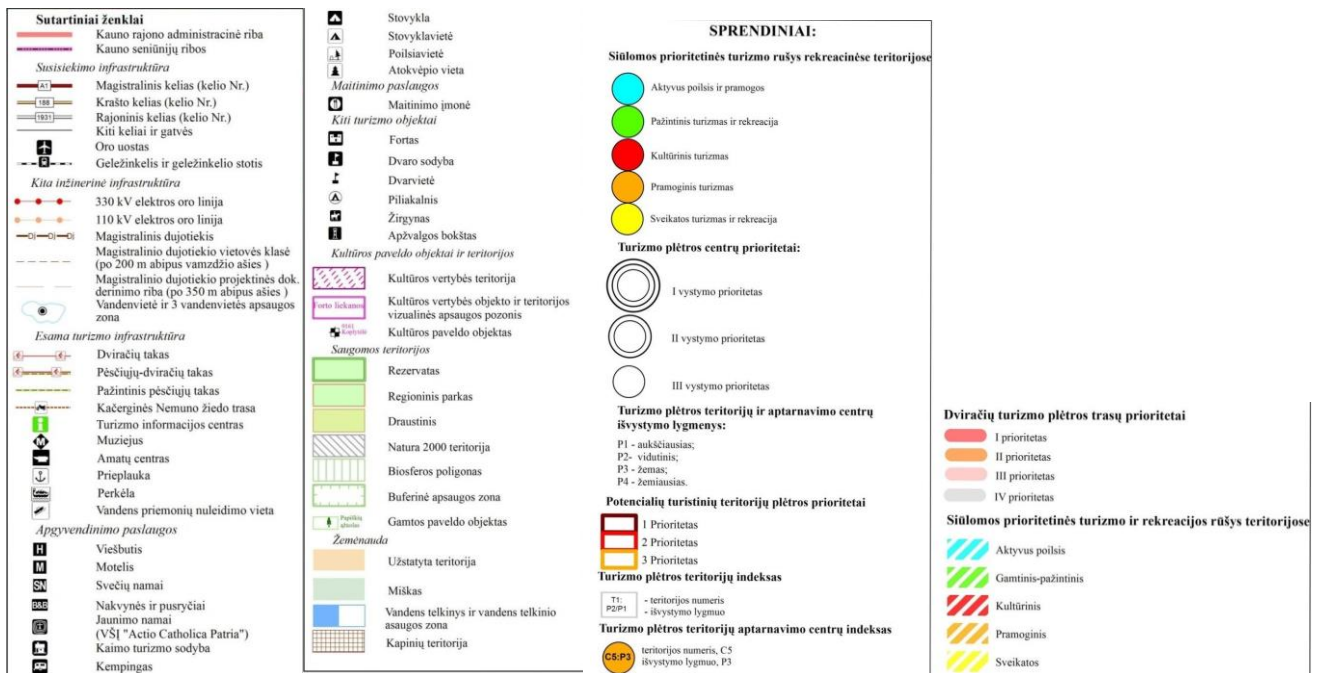 Sutartiniai ženklai
Kauno rajono administracinė riba
Kauno seniūnijų ribos
Susisiekimo infrastruktūra
A1 Magistralinis kelias (kelio Nr.)
188 Krašto kelias (kelio Nr.)
1931 Rajoninis kelias (kelio Nr.)
Kiti keliai ir gatvės
Oro uostas
Geležinkelis ir geležinkelio stotis
Kita inžinerinė infrastruktūra
330 kV elektros oro linija
110 kV elektros oro linija
Dj Dj Dj Magistralinis dujotiekis
Magistralinio dujotiekio vietovės klasė
(po 200 m abipus vamzdžio ašies )
Magistralinio dujotiekio projektinės dok.
derinimo riba (po 350 m abipus ašies )
Vandenvietė ir 3 vandenvietės apsaugos
zona
Esama turizmo infrastruktūra
Dviračių takas
Pėsčiųjų-dviračių takas
Pažintinis pėsčiųjų takas
Kačerginės Nemuno žiedo trasa
Turizmo informacijos centras
M Muziejus
Amatų centras
Prieplauka
Perkėla
Vandens priemonių nuleidimo vieta
Apgyvendinimo paslaugos
H Viešbutis
M Motelis
SN Svečių namai
B&B Nakvynės ir pusryčiai
Jaunimo namai
(VŠĮ "Actio Catholica Patria")
Kaimo turizmo sodyba
Kempingas
Stovykla
Stovyklavietė
Poilsiavietė
Atokvėpio vieta
Maitinimo paslaugos
Maitinimo įmonė
Kiti turizmo objektai
Fortas
Dvaro sodyba
Dvarvietė
Piliakalnis
Žirgynas
Apžvalgos bokštas
Kultūros paveldo objektai ir teritorijos
Kultūros vertybės teritorija
Forto liekanos Kultūros vertybės objekto ir teritorijos
vizualinės apsaugos pozonis
Kultūros paveldo objektas
Saugomos teritorijos
Rezervatas
Regioninis parkas
Draustinis
Natura 2000 teritorija
Biosferos poligonas
Buferinė apsaugos zona
Gamtos paveldo objektas
Žemėnauda
Užstatyta teritorija
Miškas
Vandens telkinys ir vandens telkinio
asaugos zona
Kapinių teritorija
SPRENDINIAI:
Siūlomos prioritetinės turizmo rušys rekreacinėse teritorijose
Aktyvus poilsis ir pramogos
Pažintinis turizmas ir rekreacija
Kultūrinis turizmas
Pramoginis turizmas
Sveikatos turizmas ir rekreacija
Turizmo plėtros centrų prioritetai:
I vystymo prioritetas
II vystymo prioritetas
III vystymo prioritetas
Turizmo plėtros teritorijų ir aptarnavimo centrų
išvystymo lygmenys:
P1 - aukščiausias;
P2- vidutinis;
P3 - žemas;
P4 - žemiausias.
Potencialių turistinių teritorijų plėtros prioritetai
1 Prioritetas
2 Prioritetas
3 Prioritetas
Turizmo plėtros teritorijų indeksas
T1: - teritorijos numeris
P2/P1 - išvystymo lygmuo
Turizmo plėtros teritorijų aptarnavimo centrų indeksas
C5:P3 teritorijos numeris, C5
išvystymo lygmuo, P3
Dviračių turizmo plėtros trasų prioritetai
I prioritetas
II prioritetas
III prioritetas
IV prioritetas
Siūlomos prioritetinės turizmo ir rekreacijos rūšys teritorijose
Aktyvus poilsis
Gamtinis-pažintinis
Kultūrinis
Pramoginis
Sveikatos